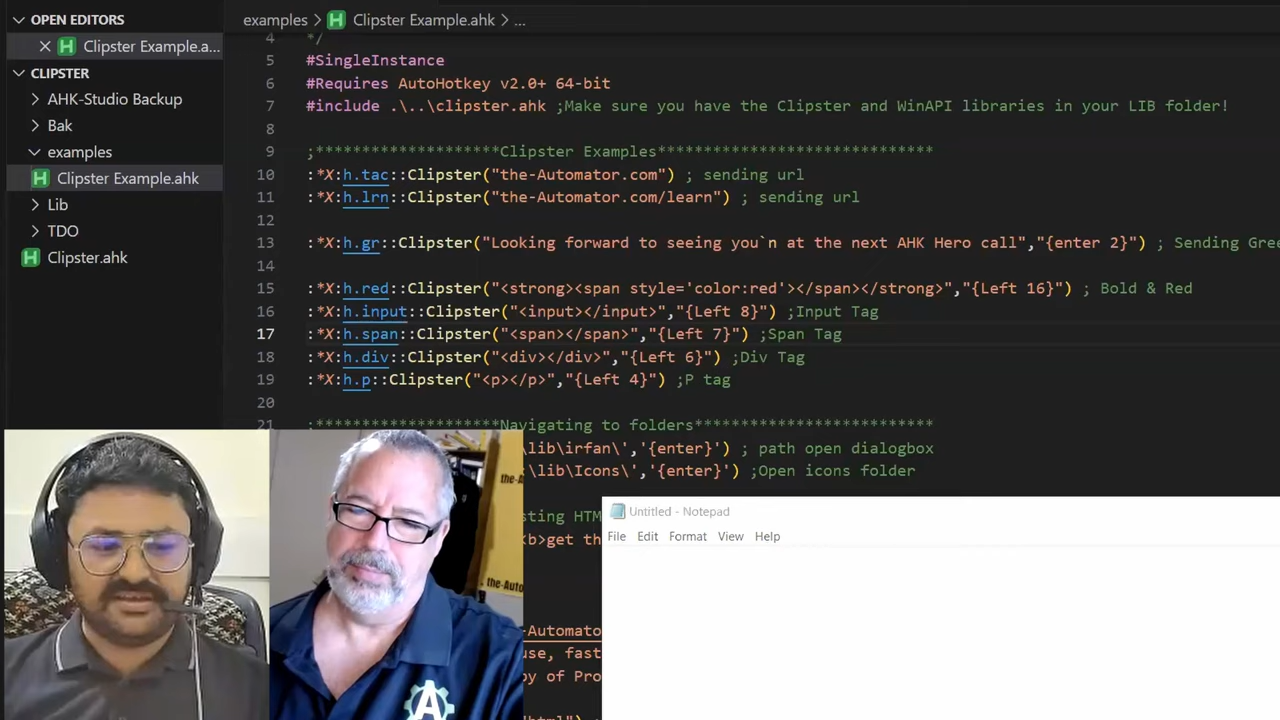 OPEN EDITORS
Clipster Example.a...
CLIPSTER
AHK-Studio Backup
Bak
examples
Clipster Example.ahk
Lib
TDO
Clipster.ahk
examples > Clipster Example.ahk > ...
4 */
5 #SingleInstance
6 #Requires AutoHotkey v2.0+ 64-bit
7 #include .\..\clipster.ahk ;Make sure you have the Clipster and WinAPI libraries in your LIB folder!
8
9 ;********************Clipster Examples******************************
10 :*X:h.tac::Clipster("the-Automator.com") ; sending url
11 :*X:h.lrn::Clipster("the-Automator.com/learn") ; sending url
12
13 :*X:h.gr::Clipster("Looking forward to seeing you`n at the next AHK Hero call","{enter 2}") ; Sending Gree
14
15 :*X:h.red::Clipster("<strong><span style='color:red'></span></strong>","{Left 16}") ; Bold & Red
16 :*X:h.input::Clipster("<input></input>","{Left 8}") ;Input Tag
17 :*X:h.span::Clipster("<span></span>","{Left 7}") ;Span Tag
18 :*X:h.div::Clipster("<div></div>","{Left 6}") ;Div Tag
19 :*X:h.p::Clipster("<p></p>","{Left 4}") ;P tag
20
21 ;********************Navigating to folders**************************
\lib\irfan\','{enter}') ; path open dialogbox
\lib\Icons\','{enter}') ;Open icons folder
sting HTM
<b>get th
-Automato
use, fast
py of Pro
html")
Untitled - Notepad
File Edit Format View Help
the-Auto
the-Auto
A